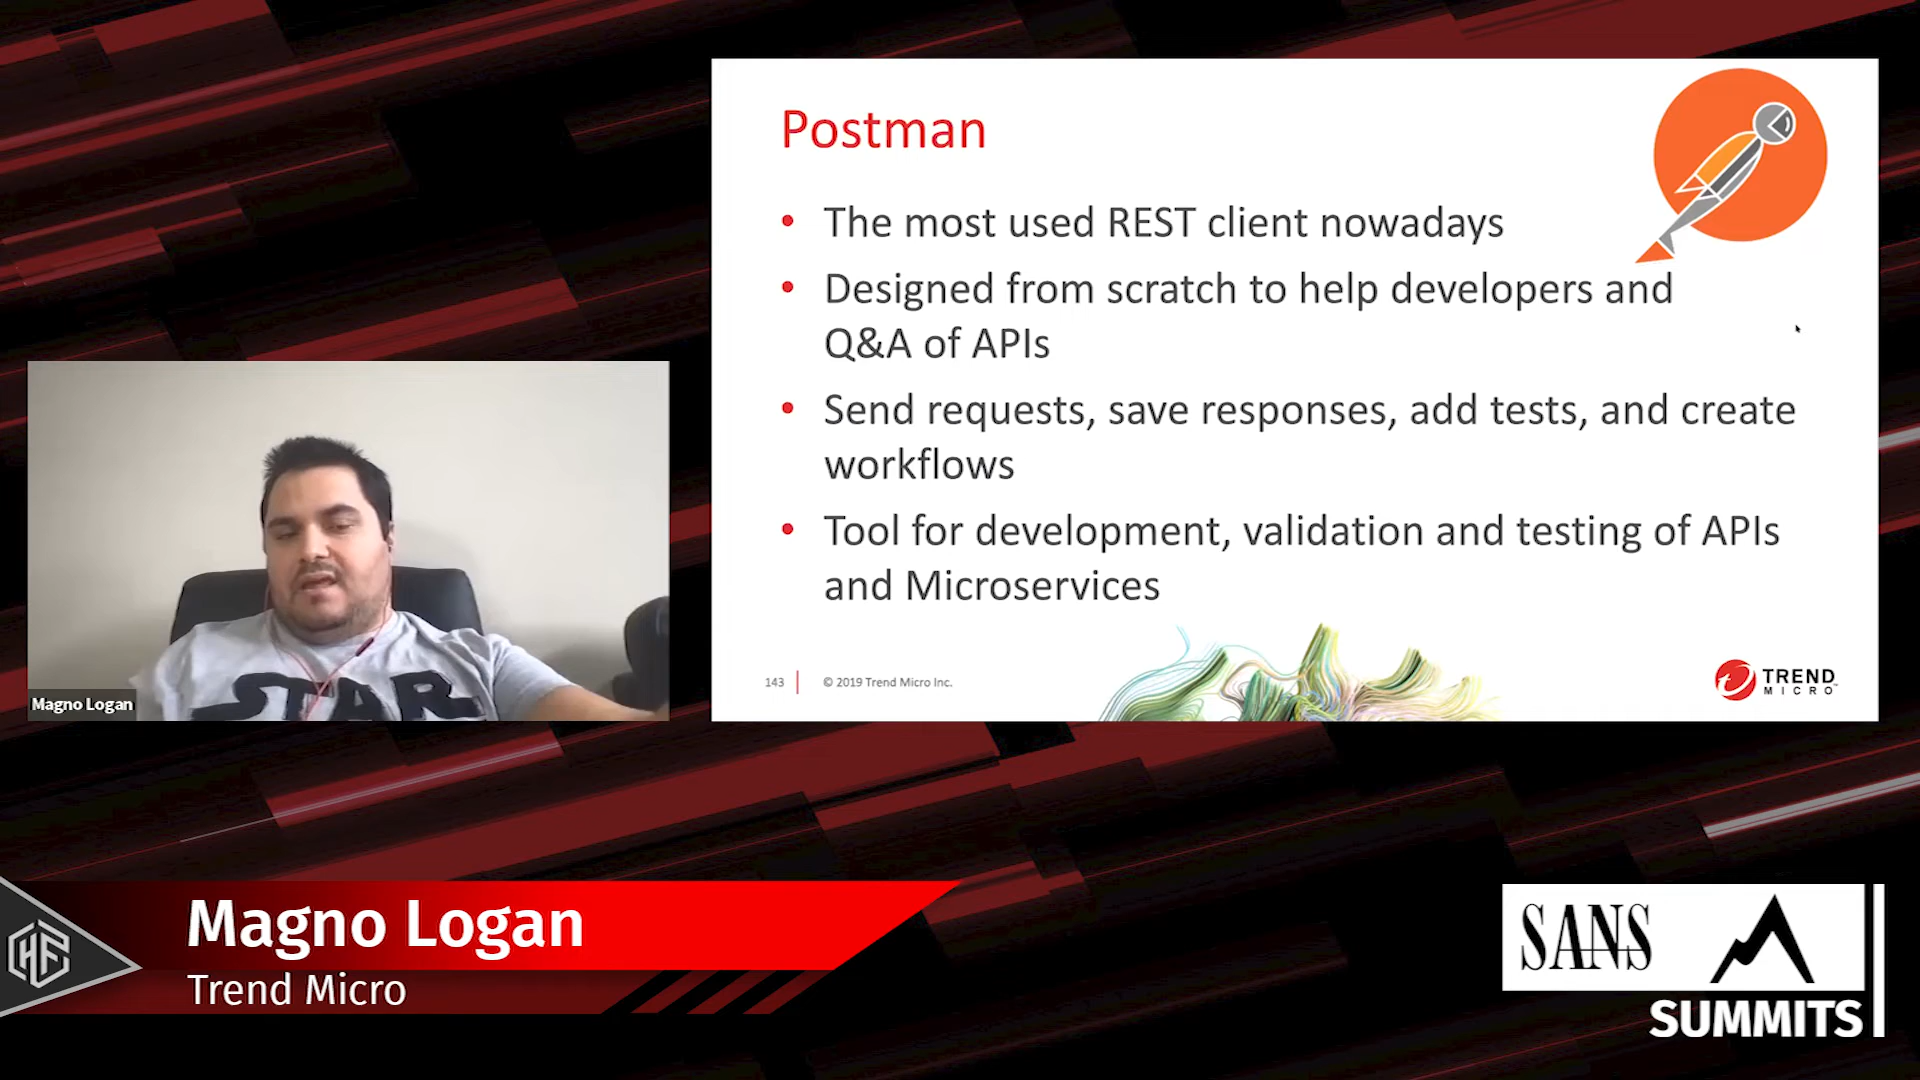 Postman
• The most used REST client nowadays
• Designed from scratch to help developers and
Q&A of APIs
• Send requests, save responses, add tests, and create
workflows
• Tool for development, validation and testing of APIs
and Microservices
143
© 2019 Trend Micro Inc.
TREND
MICRO™
STAR
Magno Logan
Magno Logan
Trend Micro
HF
SANS
SUMMITS